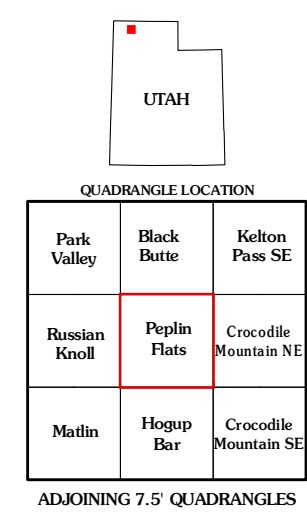 UTAH
QUADRANGLE LOCATION
Park
Valley
Black
Butte
Kelton
Pass SE
Russian
Knoll
Peplin
Flats
Crocodile
Mountain NE
Matlin
Hogup
Bar
Crocodile
Mountain SE
ADJOINING 7.5' QUADRANGLES